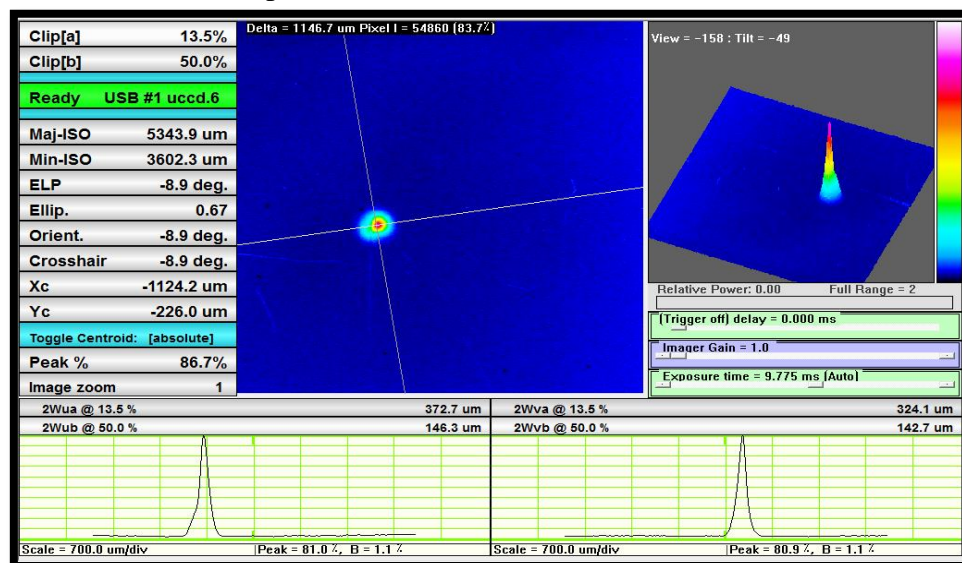 Clip[a] 13.5%
Clip[b] 50.0%
Ready USB #1 uccd.6
Maj-ISO 5343.9 um
Min-ISO 3602.3 um
ELP -8.9 deg.
Ellip. 0.67
Orient. -8.9 deg.
Crosshair -8.9 deg.
Xc -1124.2 um
Yc -226.0 um
Toggle Centroid: [absolute]
Peak % 86.7%
Image zoom 1
Delta = 1146.7 um Pixel I = 54860 (83.7%)
View = -158 : Tilt = -49
Relative Power: 0.00 Full Range = 2
(Trigger off) delay = 0.000 ms
Imager Gain = 1.0
Exposure time = 9.775 ms (Auto)
2Wua @ 13.5 % 372.7 um
2Wub @ 50.0 % 146.3 um
2Wva @ 13.5 % 324.1 um
2Wvb @ 50.0 % 142.7 um
Scale = 700.0 um/div Peak = 81.0 %, B = 1.1 %
Scale = 700.0 um/div Peak = 80.9 %, B = 1.1 %